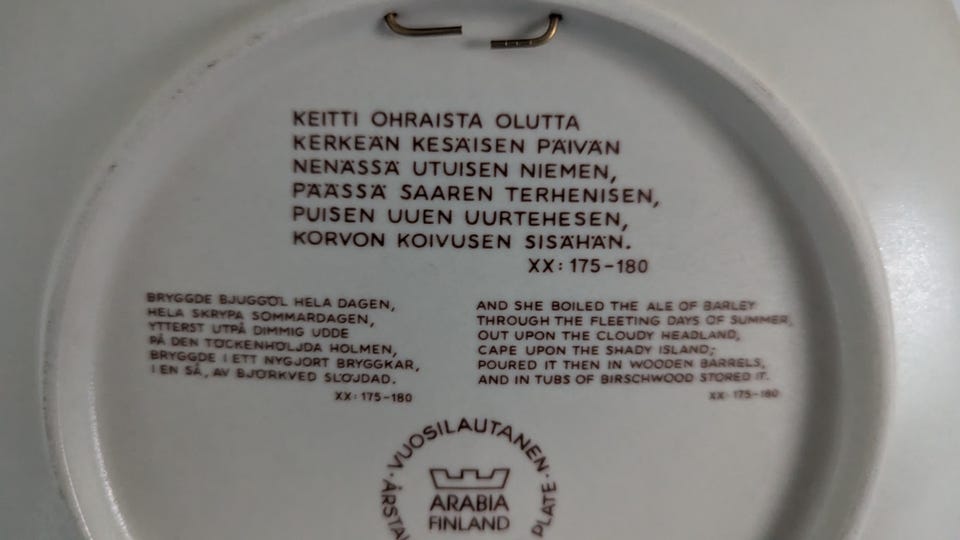 KEITTI OHRAISTA OLUTTA
KERKEÄN KESÄISEN PÄIVÄN
NENÄSSÄ UTUISEN NIEMEN,
PÄÄSSÄ SAAREN TERHENISEN,
PUISEN UUEN UURTEHESEN,
KORVON KOIVUSEN SISÄHÄN.
XX: 175-180
BRYGGDE BJUGGÖL HELA DAGEN,
HELA SKRYPA SOMMARDAGEN,
YTTERST UTPÅ DIMMIG UDDE
PÅ DEN TÖCKENHÖLJDA HOLMEN,
BRYGGDE I ETT NYGJORT BRYGGKAR,
I EN SÅ, AV BJÖRKVED SLÖJDAD.
XX: 175-180
AND SHE BOILED THE ALE OF BARLEY
THROUGH THE FLEETING DAYS OF SUMMER,
OUT UPON THE CLOUDY HEADLAND,
CAPE UPON THE SHADY ISLAND;
POURED IT THEN IN WOODEN BARRELS,
AND IN TUBS OF BIRSCHWOOD STORED IT.
XX: 175-180
· VUOSILAUTANEN ·
PLATE
ARABIA
FINLAND